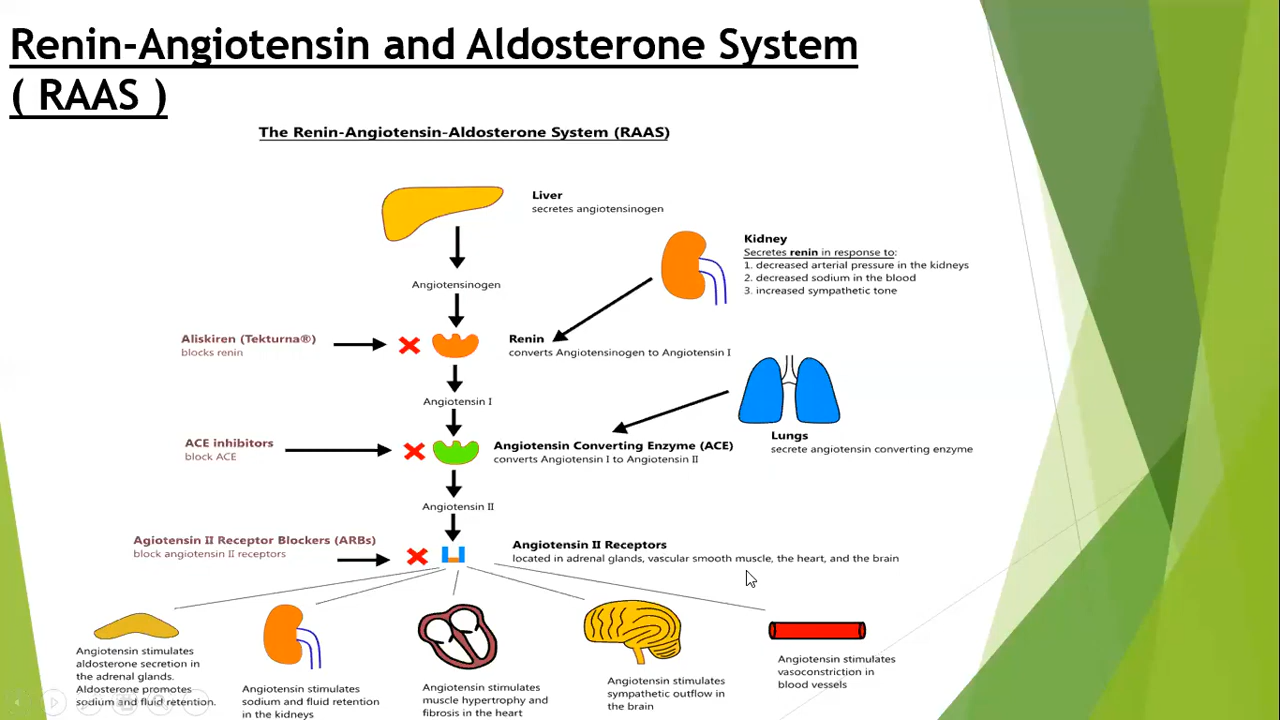 Renin-Angiotensin and Aldosterone System
( RAAS )
The Renin-Angiotensin-Aldosterone System (RAAS)
Liver
secretes angiotensinogen
Kidney
Secretes renin in response to:
1. decreased arterial pressure in the kidneys
2. decreased sodium in the blood
3. increased sympathetic tone
Angiotensinogen
Aliskiren (Tekturna®)
blocks renin
Renin
converts Angiotensinogen to Angiotensin I
Angiotensin I
Lungs
secrete angiotensin converting enzyme
ACE inhibitors
block ACE
Angiotensin Converting Enzyme (ACE)
converts Angiotensin I to Angiotensin II
Angiotensin II
Agiotensin II Receptor Blockers (ARBs)
block angiotensin II receptors
Angiotensin II Receptors
located in adrenal glands, vascular smooth muscle, the heart, and the brain
Angiotensin stimulates
aldosterone secretion in
the adrenal glands.
Aldosterone promotes
sodium and fluid retention.
Angiotensin stimulates
sodium and fluid retention
in the kidneys
Angiotensin stimulates
muscle hypertrophy and
fibrosis in the heart
Angiotensin stimulates
sympathetic outflow in
the brain
Angiotensin stimulates
vasoconstriction in
blood vessels